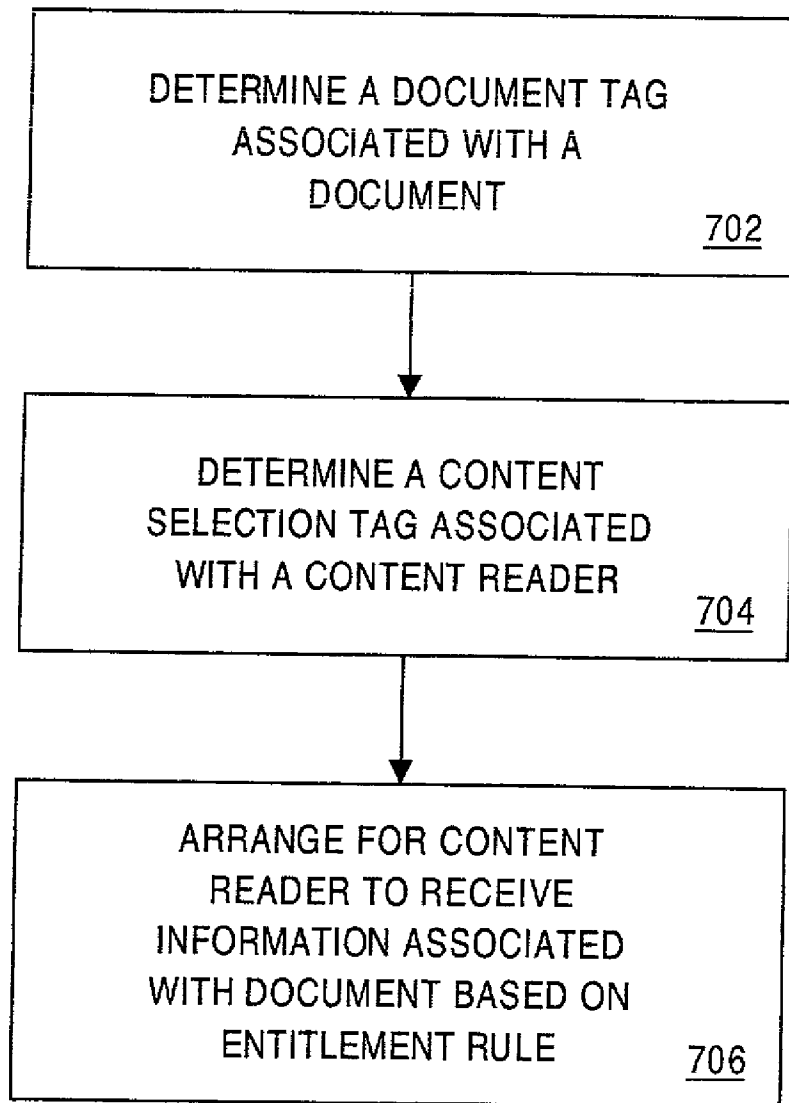 DETERMINE A DOCUMENT TAG
ASSOCIATED WITH A
DOCUMENT
702
DETERMINE A CONTENT
SELECTION TAG ASSOCIATED
WITH A CONTENT READER
704
ARRANGE FOR CONTENT
READER TO RECEIVE
INFORMATION ASSOCIATED
WITH DOCUMENT BASED ON
ENTITLEMENT RULE
706